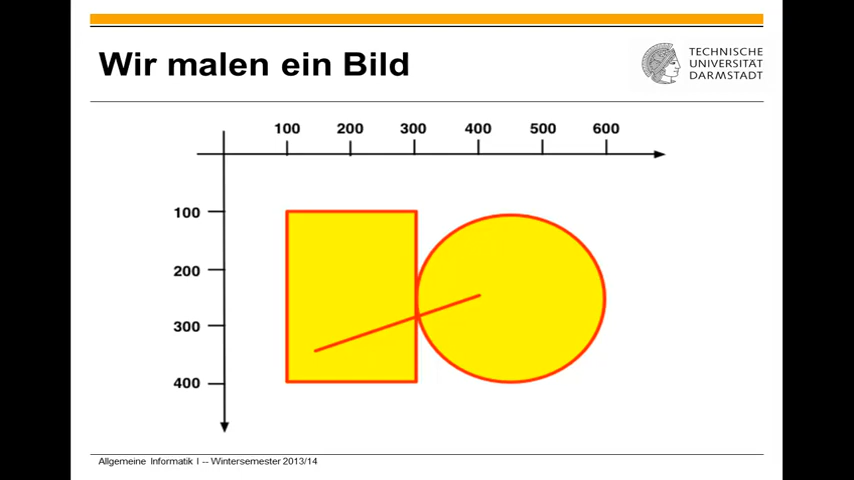 Wir malen ein Bild
TECHNISCHE
UNIVERSITÄT
DARMSTADT
100 200 300 400 500 600
100
200
300
400
Allgemeine Informatik I -- Wintersemester 2013/14